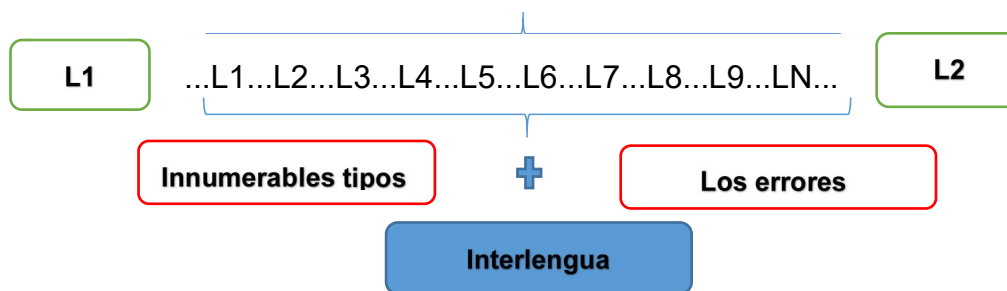 L1
...L1...L2...L3...L4...L5...L6...L7...L8...L9...LN...
L2
Innumerables tipos
Los errores
Interlengua